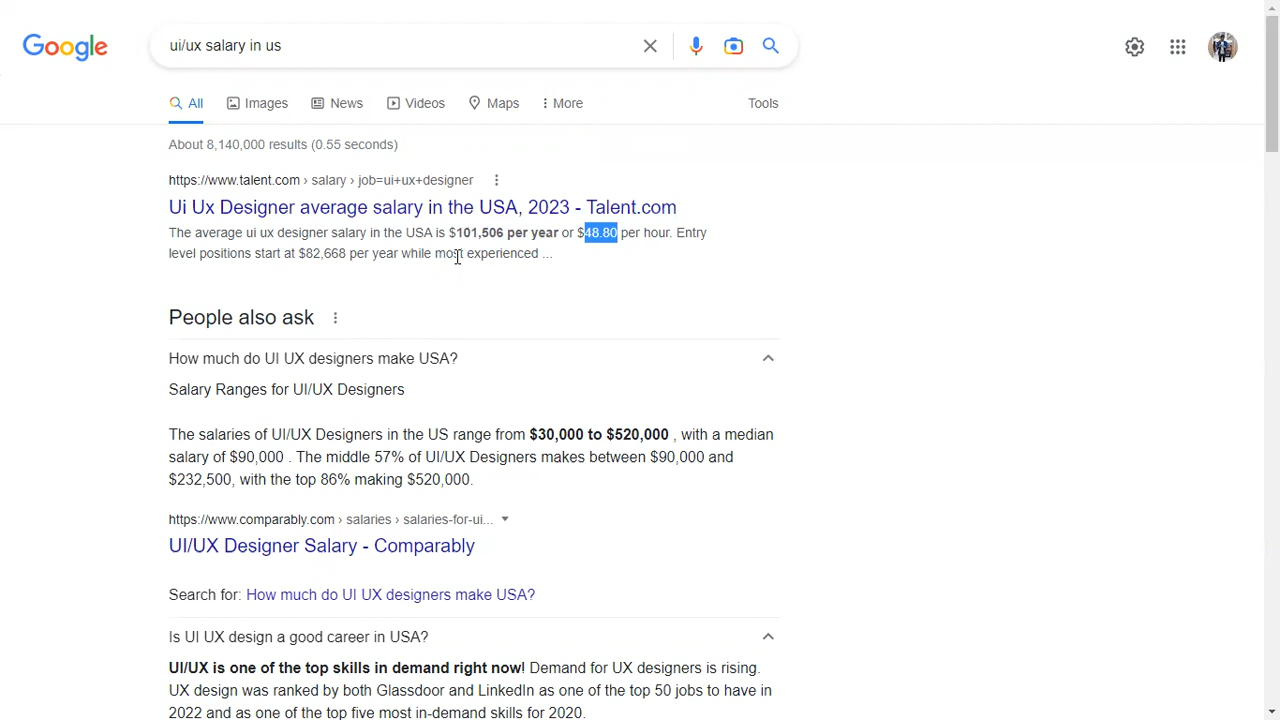 Google
ui/ux salary in us
All Images News Videos Maps More Tools
About 8,140,000 results (0.55 seconds)
https://www.talent.com › salary › job=ui+ux+designer
Ui Ux Designer average salary in the USA, 2023 - Talent.com
The average ui ux designer salary in the USA is $101,506 per year or $48.80 per hour. Entry
level positions start at $82,668 per year while most experienced ...
People also ask
How much do UI UX designers make USA?
Salary Ranges for UI/UX Designers
The salaries of UI/UX Designers in the US range from $30,000 to $520,000 , with a median
salary of $90,000 . The middle 57% of UI/UX Designers makes between $90,000 and
$232,500, with the top 86% making $520,000.
https://www.comparably.com › salaries › salaries-for-ui...
UI/UX Designer Salary - Comparably
Search for: How much do UI UX designers make USA?
Is UI UX design a good career in USA?
UI/UX is one of the top skills in demand right now! Demand for UX designers is rising.
UX design was ranked by both Glassdoor and LinkedIn as one of the top 50 jobs to have in
2022 and as one of the top five most in-demand skills for 2020.